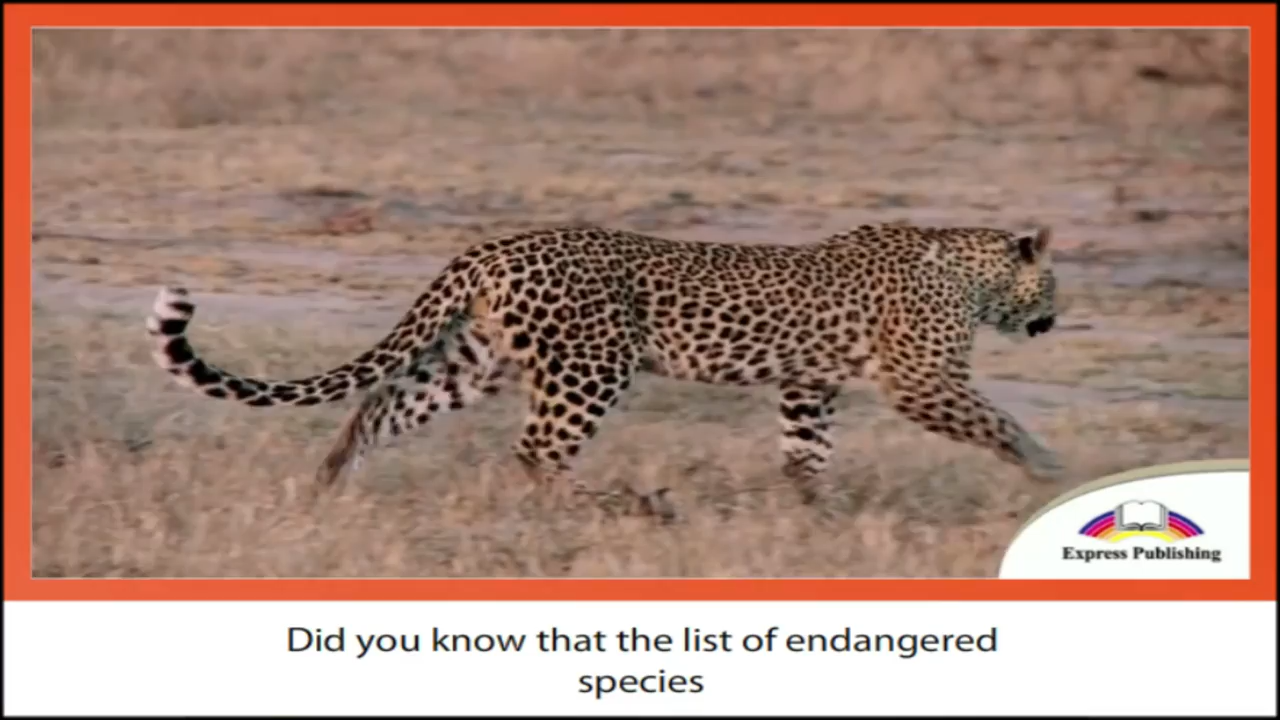 Express Publishing
Did you know that the list of endangered
species